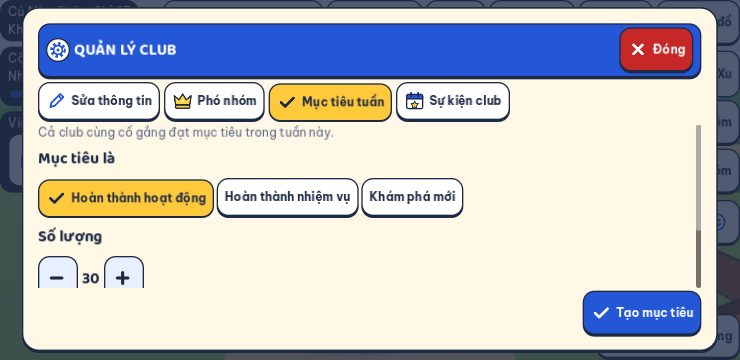 QUẢN LÝ CLUB
Đóng
Sửa thông tin
Phó nhóm
Mục tiêu tuần
Sự kiện club
Cả club cùng cố gắng đạt mục tiêu trong tuần này.
Mục tiêu là
Hoàn thành hoạt động
Hoàn thành nhiệm vụ
Khám phá mới
Số lượng
30
Tạo mục tiêu